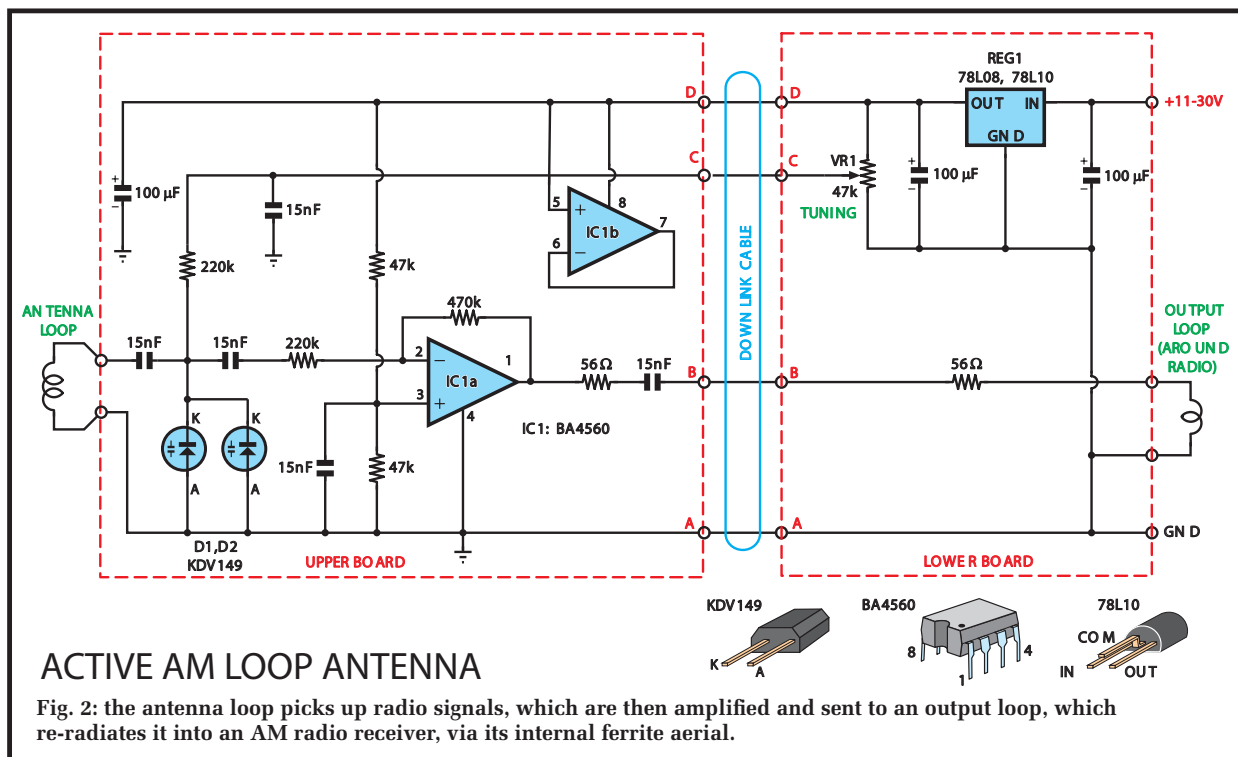 REG1
78L08, 78L10
D
D
OUT
IN
+11-30V
GND
C
C
VR1
47k
TUNING
+
100 µF
–
+
100 µF
–
+
100 µF
–
15nF
5
+
8
IC1b
7
6
–
220k
47k
470k
DOWN LINK CABLE
ANTENNA
LOOP
15nF
15nF
220k
2
–
1
IC1a
3
+
4
56Ω
15nF
B
B
56Ω
OUTPUT
LOOP
(AROUND
RADIO)
IC1: BA4560
K
K
A
A
15nF
47k
A
A
GND
D1,D2
KDV149
UPPER BOARD
LOWER BOARD
KDV149
K
A
BA4560
8
1
4
78L10
COM
IN
OUT
ACTIVE AM LOOP ANTENNA
Fig. 2: the antenna loop picks up radio signals, which are then amplified and sent to an output loop, which
re-radiates it into an AM radio receiver, via its internal ferrite aerial.